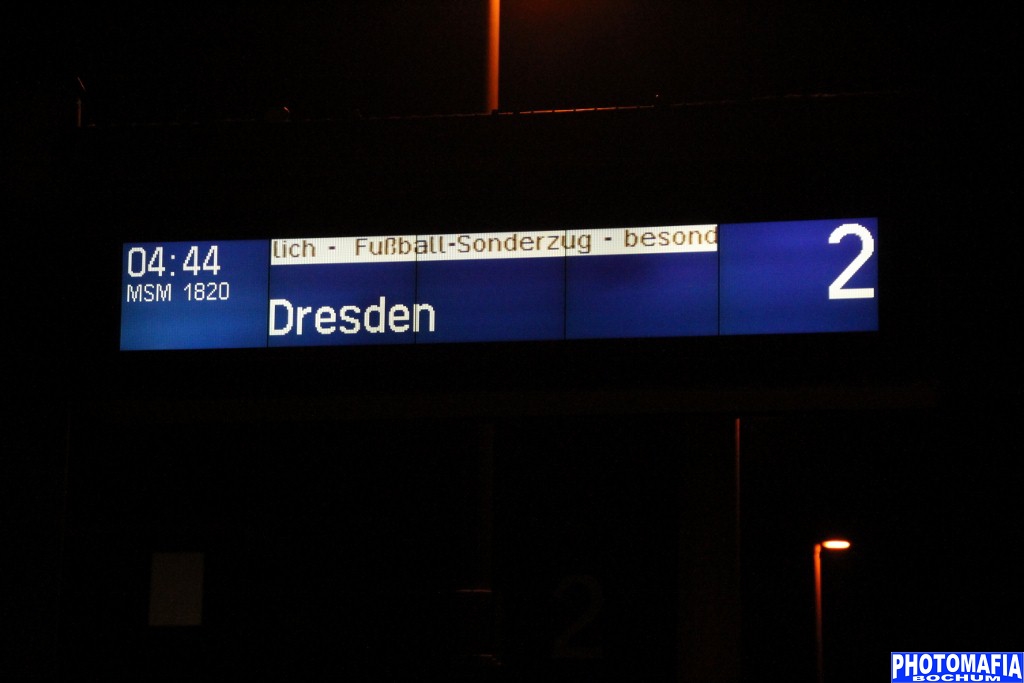 04:44
lich - Fußball-Sonderzug - besond
2
MSM 1820
Dresden
2
PHOTOMAFIA
BOCHUM